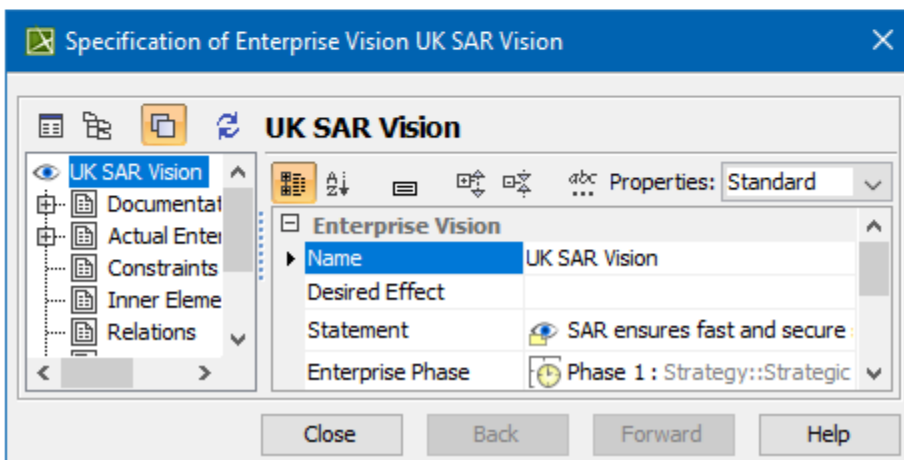 Specification of Enterprise Vision UK SAR Vision
UK SAR Vision
UK SAR Vision
Documentat
Actual Enter
Constraints
Inner Eleme
Relations
Properties: Standard
Enterprise Vision
Name UK SAR Vision
Desired Effect
Statement SAR ensures fast and secure
Enterprise Phase Phase 1 : Strategy::Strategic
Close Back Forward Help